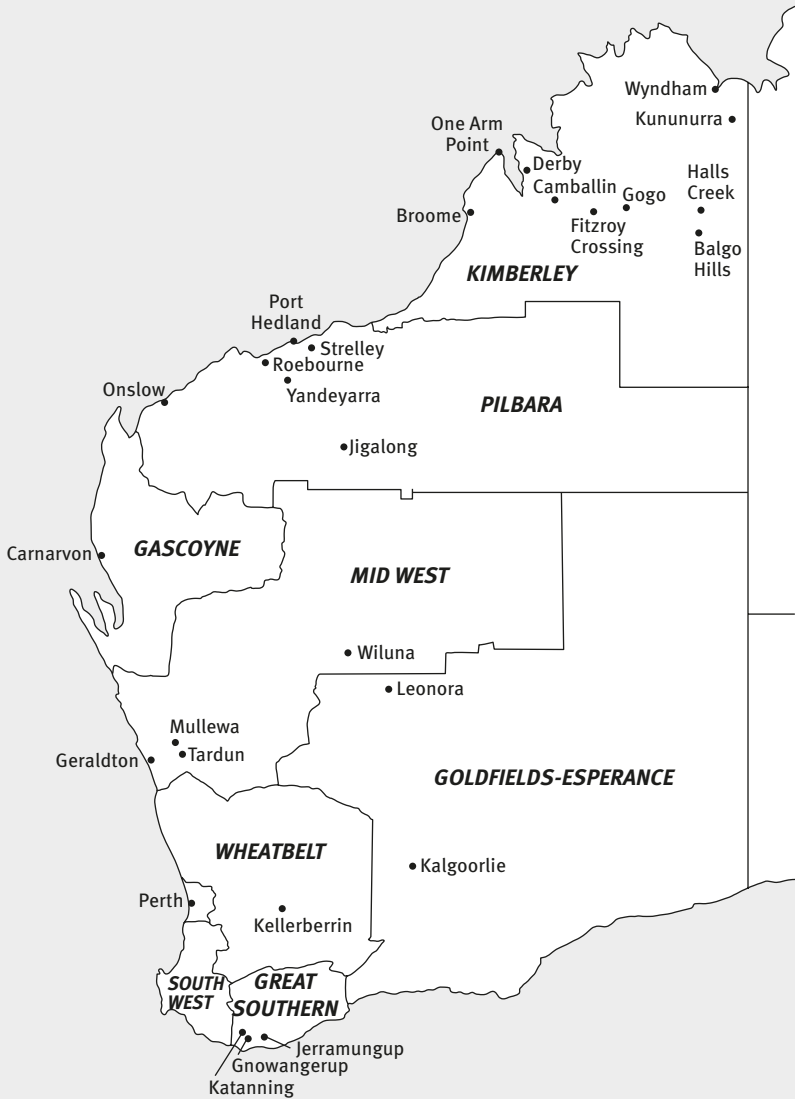 Wyndham
Kununurra
One Arm
Point
Derby
Camballin
Gogo
Halls
Creek
Broome
Fitzroy
Crossing
Balgo
Hills
KIMBERLEY
Port
Hedland
Strelley
Roebourne
Yandeyarra
Onslow
PILBARA
Jigalong
Carnarvon
GASCOYNE
MID WEST
Wiluna
Leonora
Mullewa
Tardun
Geraldton
GOLDFIELDS-ESPERANCE
WHEATBELT
Kalgoorlie
Perth
Kellerberrin
SOUTH
WEST
GREAT
SOUTHERN
Jerramungup
Gnowangerup
Katanning